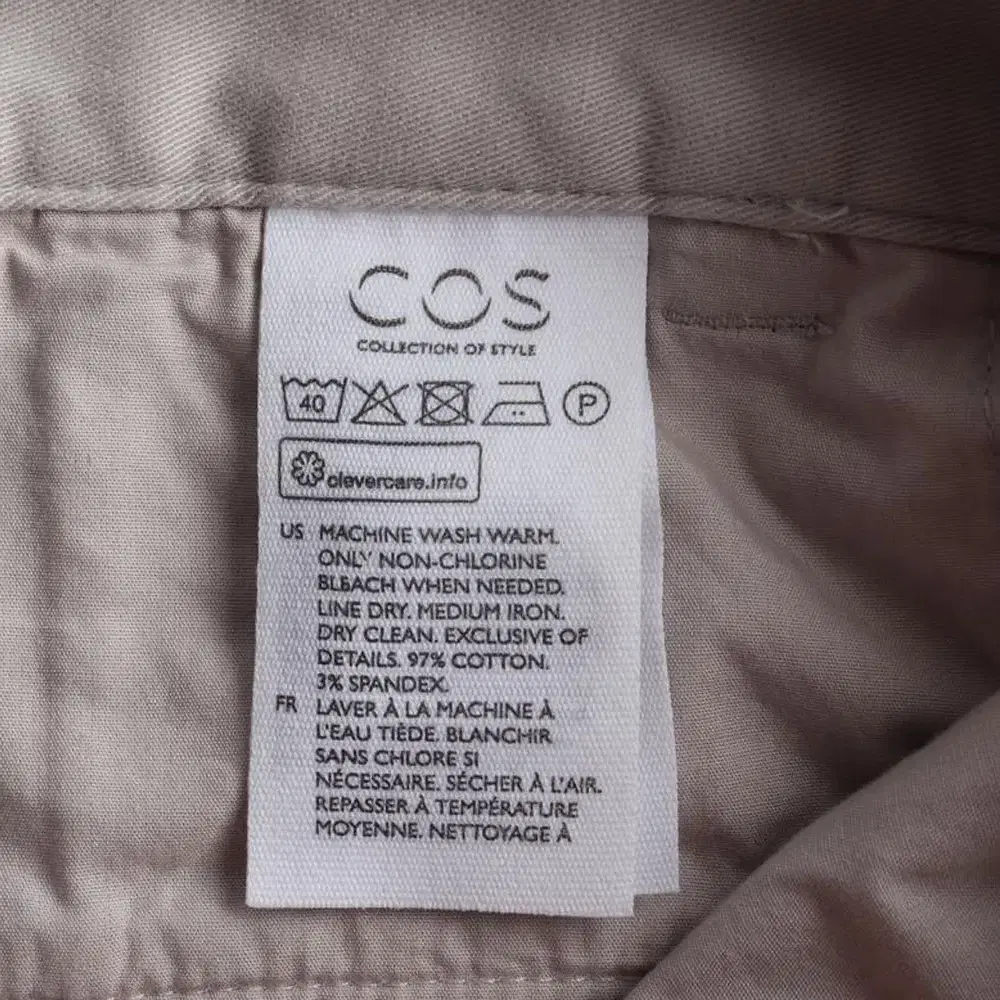 COS
COLLECTION OF STYLE
40 P
clevercare.info
US MACHINE WASH WARM.
ONLY NON-CHLORINE
BLEACH WHEN NEEDED.
LINE DRY. MEDIUM IRON.
DRY CLEAN. EXCLUSIVE OF
DETAILS. 97% COTTON.
3% SPANDEX.
FR LAVER À LA MACHINE À
L'EAU TIÈDE. BLANCHIR
SANS CHLORE SI
NÉCESSAIRE. SÉCHER À L'AIR.
REPASSER À TEMPÉRATURE
MOYENNE. NETTOYAGE À